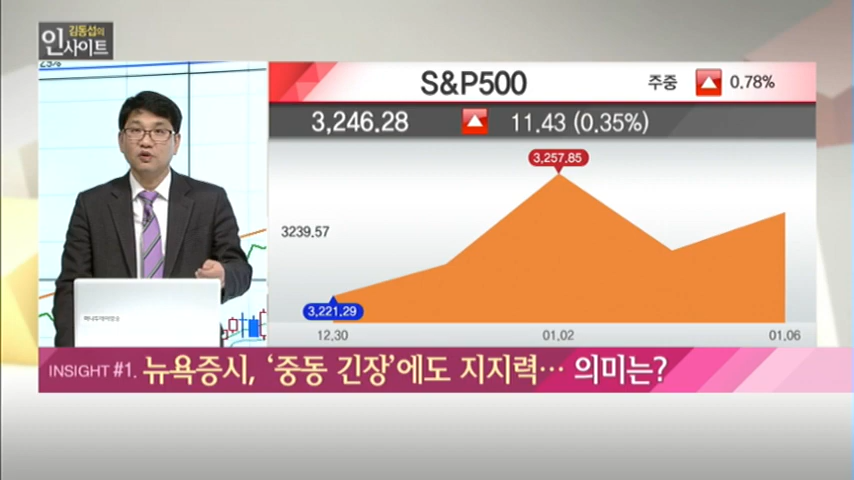 김동섭의
인사이트
S&P500
주중 0.78%
3,246.28 11.43 (0.35%)
3,257.85
3239.57
3,221.29
12.30 01.02 01.06
INSIGHT #1. 뉴욕증시, ‘중동 긴장’에도 지지력··· 의미는?